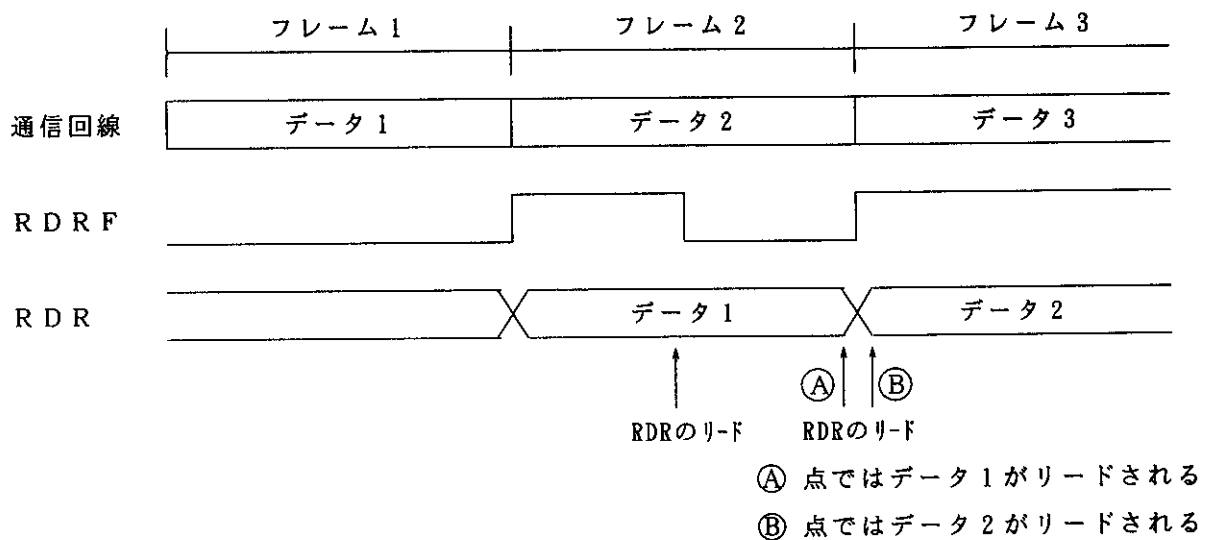 フレーム1 フレーム2 フレーム3
通信回線 データ1 データ2 データ3
RDRF
RDR データ1 データ2
Ⓐ Ⓑ
RDRのリード RDRのリード
Ⓐ 点ではデータ1がリードされる
Ⓑ 点ではデータ2がリードされる